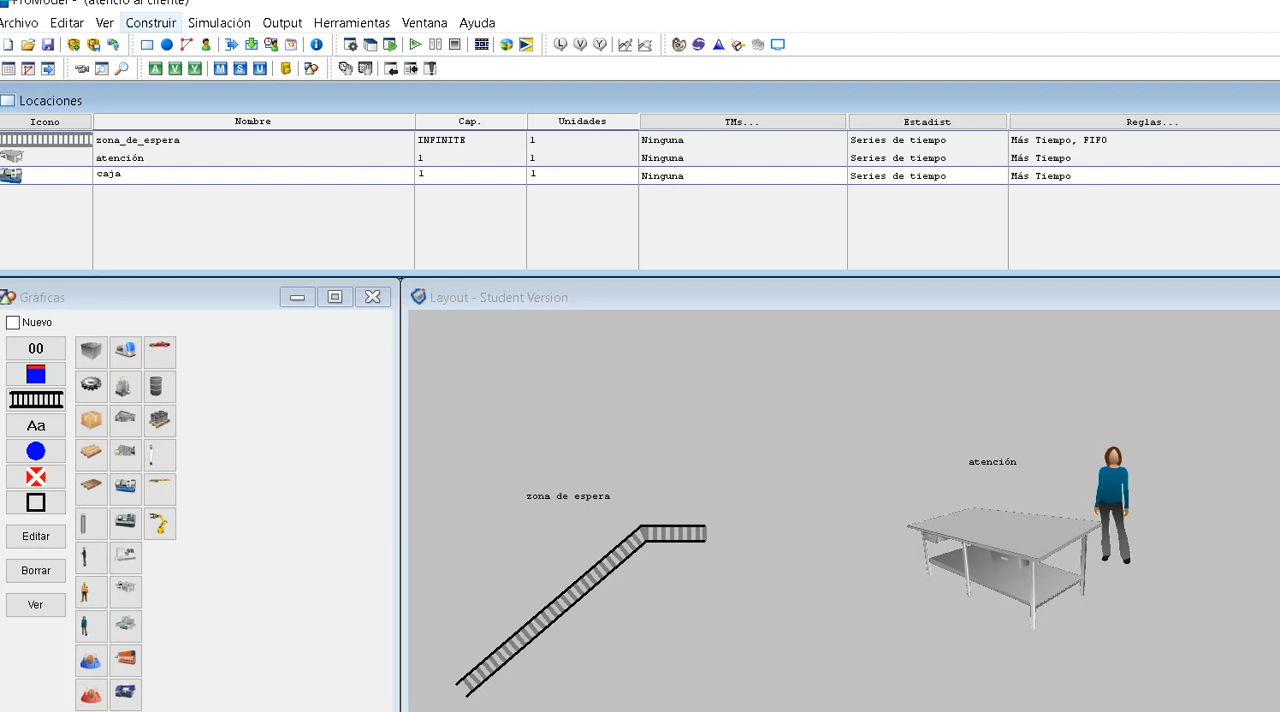 ProModel - (atencio al cliente)
Archivo Editar Ver Construir Simulación Output Herramientas Ventana Ayuda
L V Y
A V Y M S U
Locaciones
Icono Nombre Cap. Unidades TMs... Estadist Reglas...
zona_de_espera INFINITE 1 Ninguna Series de tiempo Más Tiempo, FIFO
atención 1 1 Ninguna Series de tiempo Más Tiempo
caja 1 1 Ninguna Series de tiempo Más Tiempo
Gráficas
Layout - Student Version
Nuevo
00
Aa
Editar
Borrar
Ver
atención
zona de espera